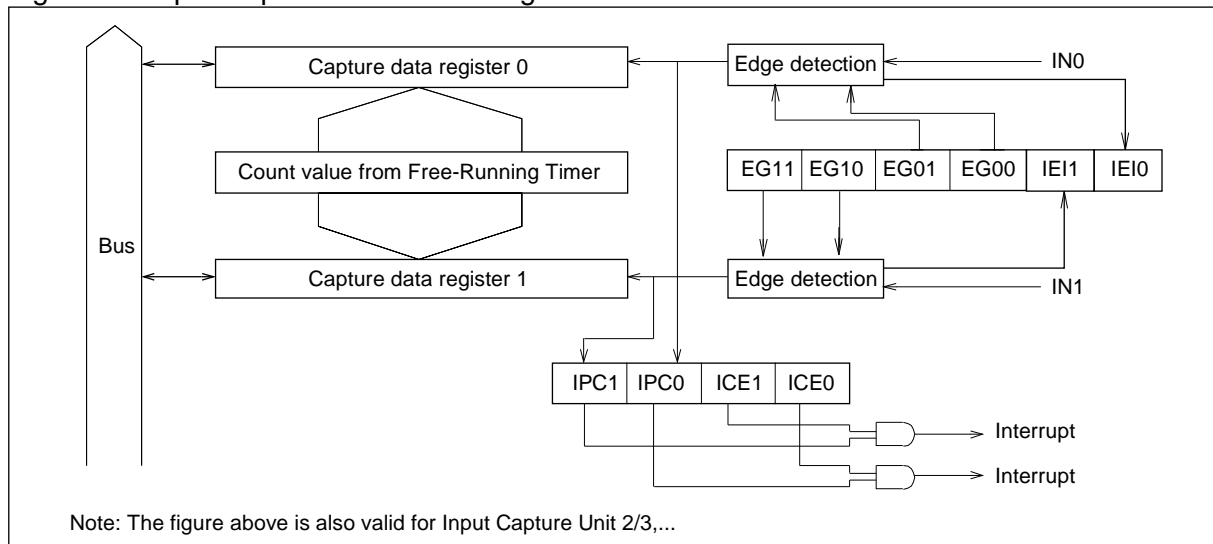 Capture data register 0
Edge detection
IN0
Count value from Free-Running Timer
EG11 EG10 EG01 EG00 IEI1 IEI0
Bus
Capture data register 1
Edge detection
IN1
IPC1 IPC0 ICE1 ICE0
Interrupt
Interrupt
Note: The figure above is also valid for Input Capture Unit 2/3,...